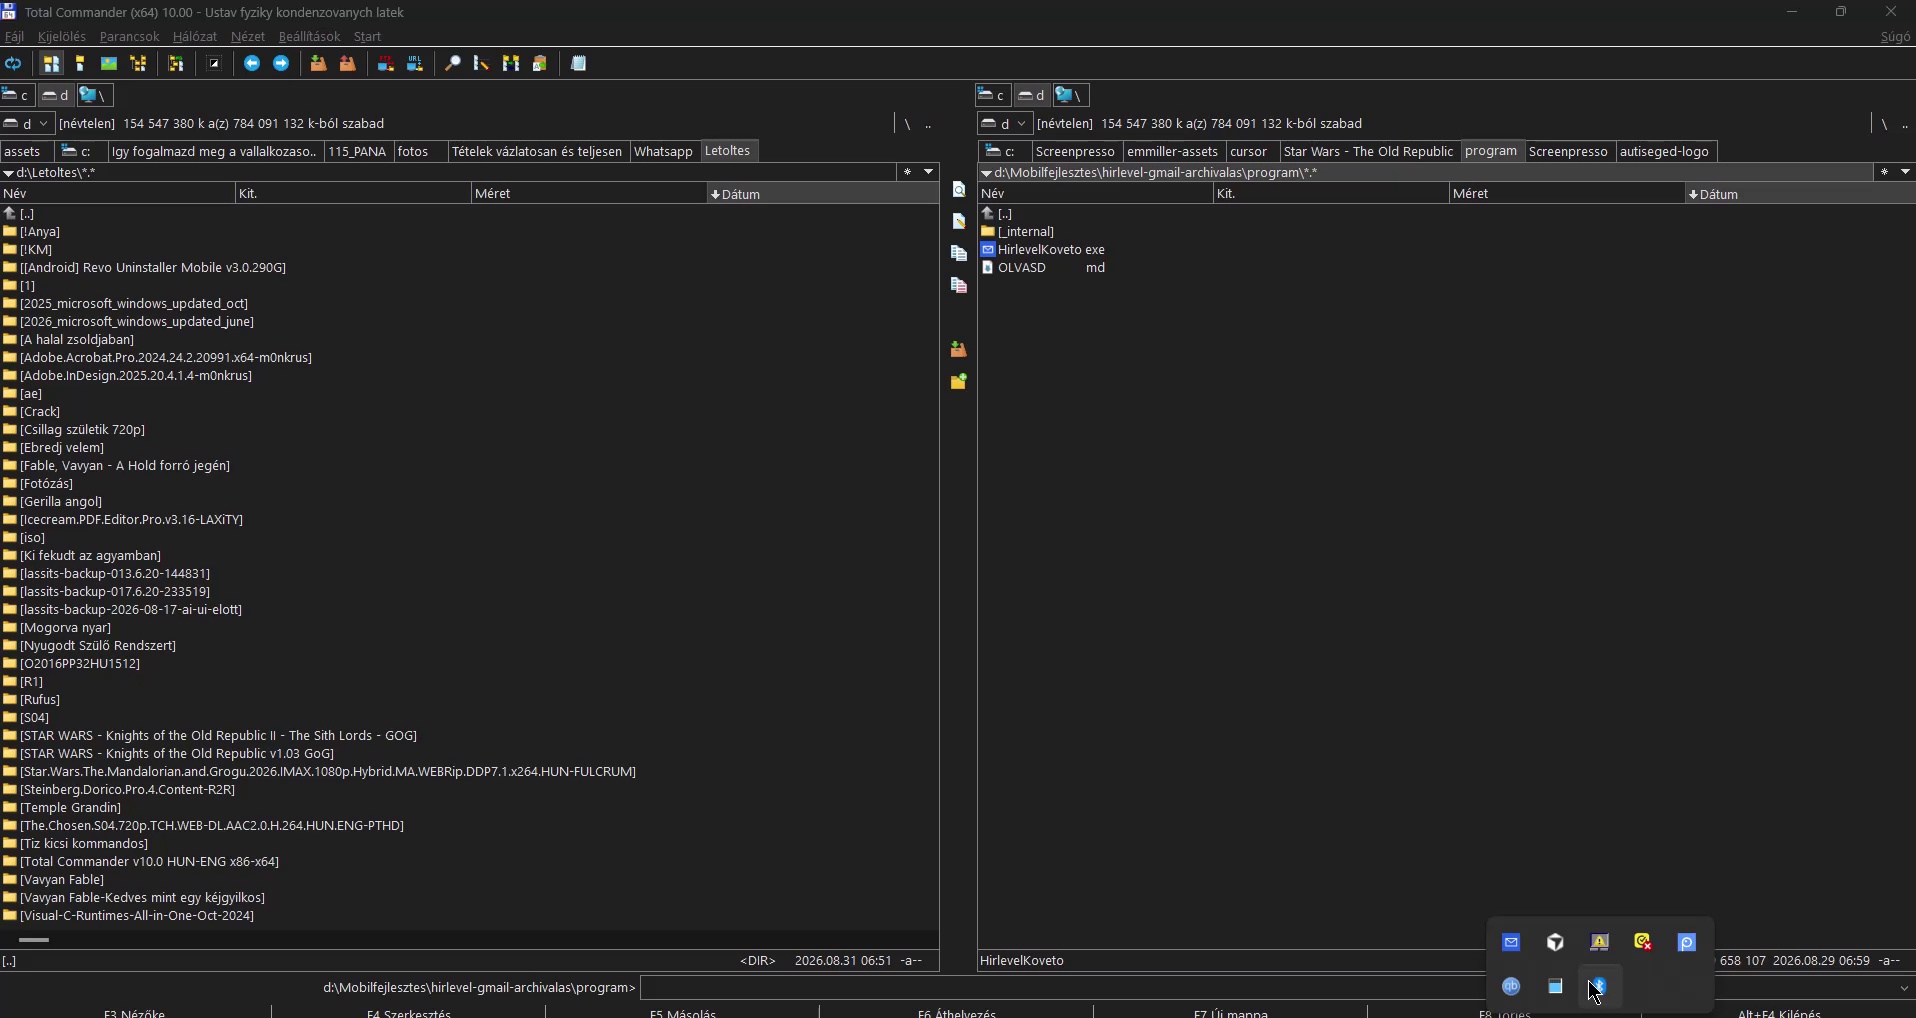 Total Commander (x64) 10.00 - Ustav fyziky kondenzovanych latek
Fájl Kijelölés Parancsok Hálózat Nézet Beállítások Start Súgó
URL
c d \ c d \
d [névtelen] 154 547 380 k a(z) 784 091 132 k-ból szabad \ .. d [névtelen] 154 547 380 k a(z) 784 091 132 k-ból szabad \ ..
assets c: Igy fogalmazd meg a vallalkozaso.. 115_PANA fotos Tételek vázlatosan és teljesen Whatsapp Letoltes c: Screenpresso emmiller-assets cursor Star Wars - The Old Republic program Screenpresso autiseged-logo
d:\Letoltes\*.* * d:\Mobilfejlesztes\hirlevel-gmail-archivalas\program\*.* *
Név Kit. Méret Dátum Név Kit. Méret Dátum
[..] [..]
[!Anya] [_internal]
[!KM] HirlevelKoveto exe
[[Android] Revo Uninstaller Mobile v3.0.290G] OLVASD md
[1]
[2025_microsoft_windows_updated_oct]
[2026_microsoft_windows_updated_june]
[A halal zsoldjaban]
[Adobe.Acrobat.Pro.2024.24.2.20991.x64-m0nkrus]
[Adobe.InDesign.2025.20.4.1.4-m0nkrus]
[ae]
[Crack]
[Csillag születik 720p]
[Ebredj velem]
[Fable, Vavyan - A Hold forró jegén]
[Fotózás]
[Gerilla angol]
[Icecream.PDF.Editor.Pro.v3.16-LAXiTY]
[iso]
[Ki fekudt az agyamban]
[lassits-backup-013.6.20-144831]
[lassits-backup-017.6.20-233519]
[lassits-backup-2026-08-17-ai-ui-elott]
[Mogorva nyar]
[Nyugodt Szülő Rendszert]
[O2016PP32HU1512]
[R1]
[Rufus]
[S04]
[STAR WARS - Knights of the Old Republic II - The Sith Lords - GOG]
[STAR WARS - Knights of the Old Republic v1.03 GoG]
[Star.Wars.The.Mandalorian.and.Grogu.2026.IMAX.1080p.Hybrid.MA.WEBRip.DDP7.1.x264.HUN-FULCRUM]
[Steinberg.Dorico.Pro.4.Content-R2R]
[Temple Grandin]
[The.Chosen.S04.720p.TCH.WEB-DL.AAC2.0.H.264.HUN.ENG-PTHD]
[Tiz kicsi kommandos]
[Total Commander v10.0 HUN-ENG x86-x64]
[Vavyan Fable]
[Vavyan Fable-Kedves mint egy kéjgyilkos]
[Visual-C-Runtimes-All-in-One-Oct-2024]
[..] <DIR> 2026.08.31 06:51 -a-- HirlevelKoveto 658 107 2026.08.29 06:59 -a--
qb
d:\Mobilfejlesztes\hirlevel-gmail-archivalas\program>
F3 Nézőke F4 Szerkesztés F5 Másolás F6 Áthelyezés F7 Új mappa F8 Törlés Alt+F4 Kilépés